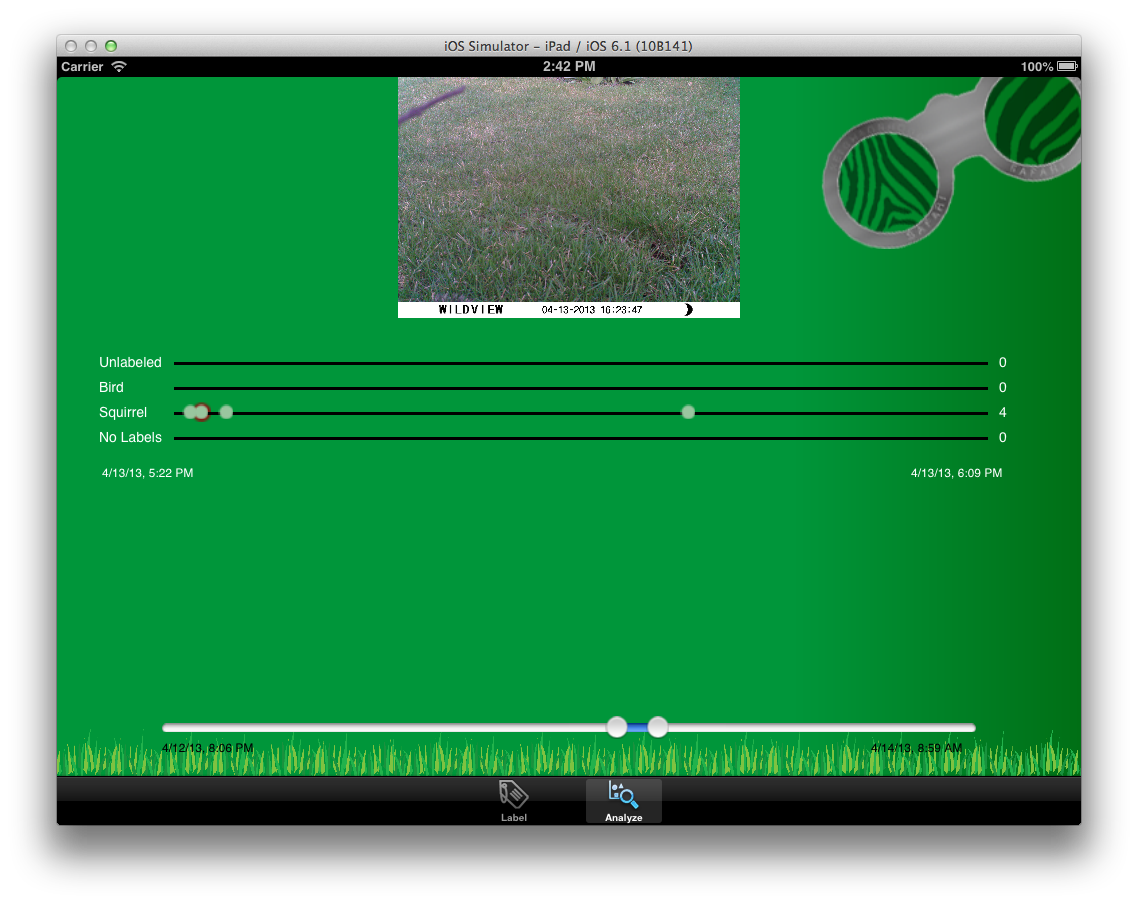 iOS Simulator – iPad / iOS 6.1 (10B141)
Carrier 2:42 PM 100%
SAFARI
SAFARI
WILDVIEW 04-13-2013 16:23:47
Unlabeled 0
Bird 0
Squirrel 4
No Labels 0
4/13/13, 5:22 PM 4/13/13, 6:09 PM
4/12/13, 8:06 PM 4/14/13, 8:59 AM
Label Analyze